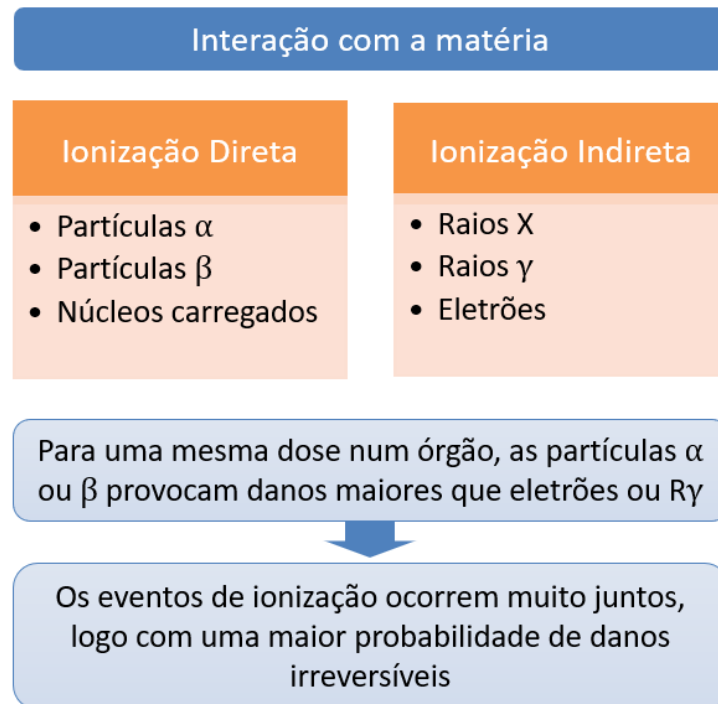 Interação com a matéria
Ionização Direta
• Partículas α
• Partículas β
• Núcleos carregados
Ionização Indireta
• Raios X
• Raios γ
• Eletrões
Para uma mesma dose num órgão, as partículas α
ou β provocam danos maiores que eletrões ou Rγ
Os eventos de ionização ocorrem muito juntos,
logo com uma maior probabilidade de danos
irreversíveis